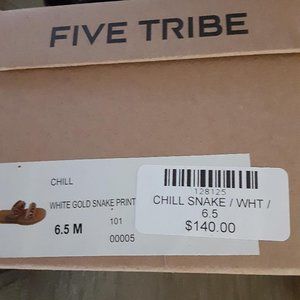 FIVE TRIBE
CHILL
WHITE GOLD SNAKE PRINT
101
6.5 M
00005
128125
CHILL SNAKE / WHT /
6.5
$140.00